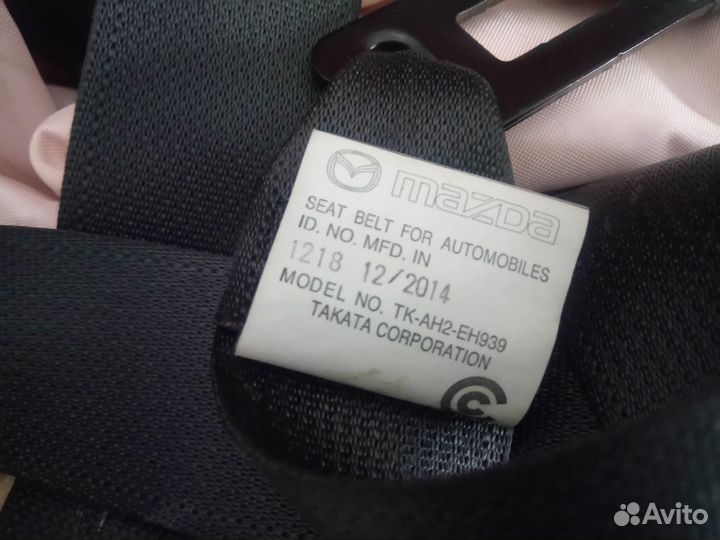 mazda
SEAT BELT FOR AUTOMOBILES
ID. NO. MFD. IN
1218 12/2014
MODEL NO. TK-AH2-EH939
TAKATA CORPORATION
Avito